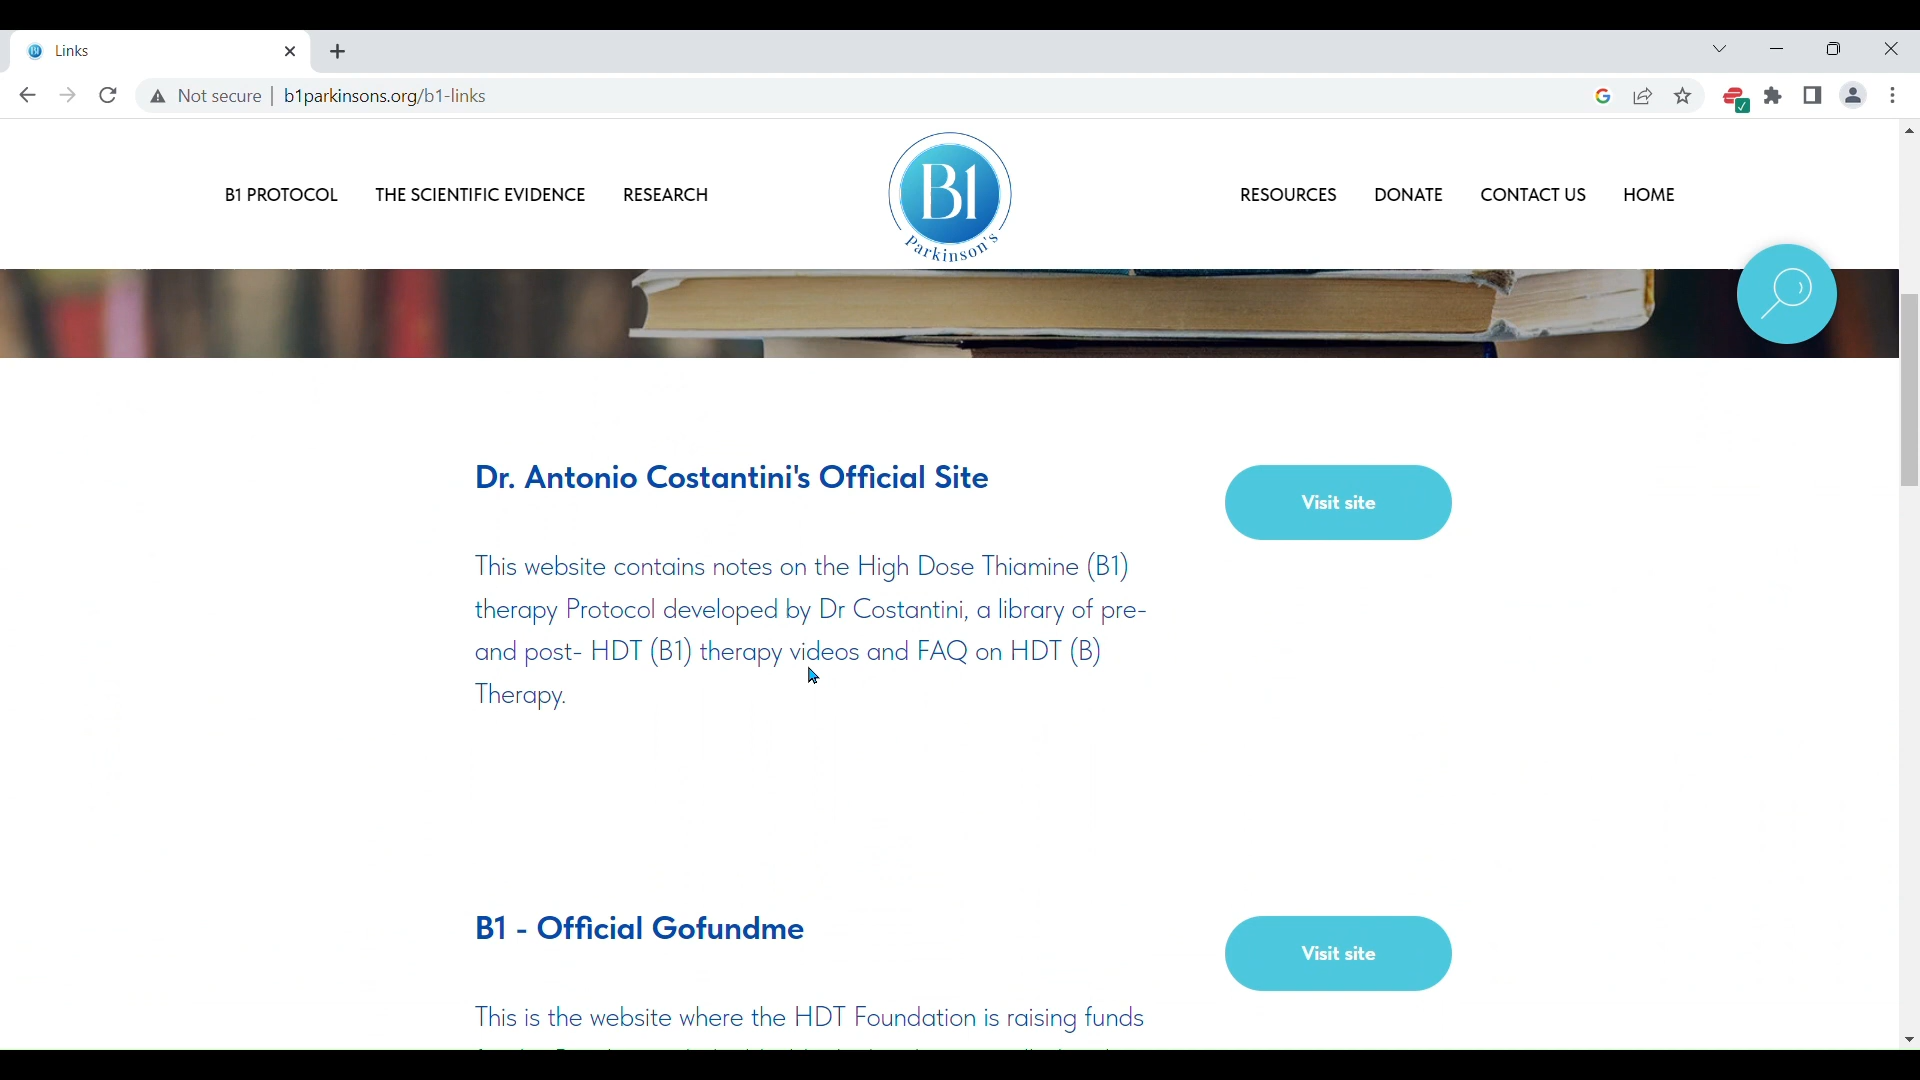 Links
Not secure | b1parkinsons.org/b1-links
B1 PROTOCOL THE SCIENTIFIC EVIDENCE RESEARCH
B1
Parkinson's
RESOURCES DONATE CONTACT US HOME
Dr. Antonio Costantini's Official Site
Visit site
This website contains notes on the High Dose Thiamine (B1)
therapy Protocol developed by Dr Costantini, a library of pre-
and post- HDT (B1) therapy videos and FAQ on HDT (B)
Therapy.
B1 - Official Gofundme
Visit site
This is the website where the HDT Foundation is raising funds